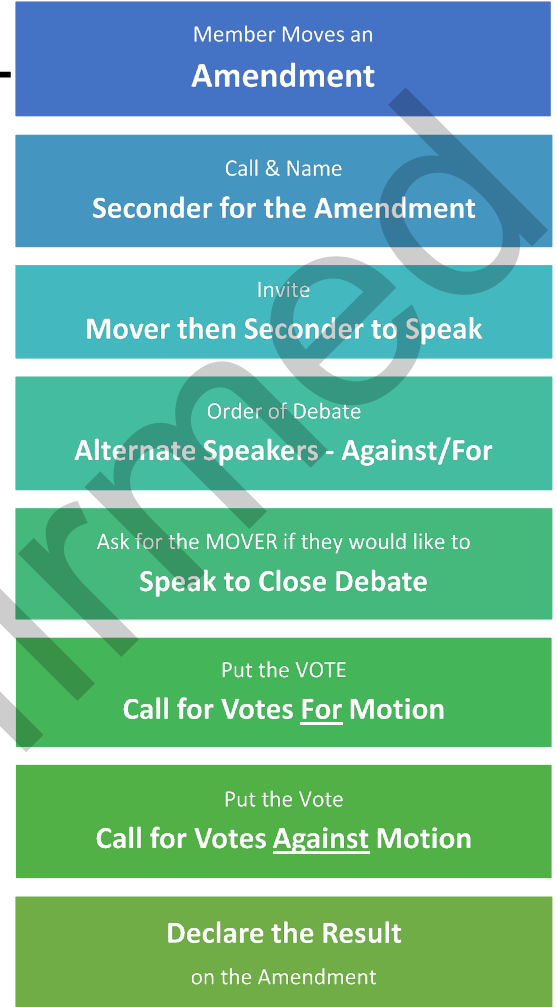 Member Moves an
Amendment
Call & Name
Seconder for the Amendment
Invite
Mover then Seconder to Speak
Order of Debate
Alternate Speakers - Against/For
Ask for the MOVER if they would like to
Speak to Close Debate
Put the VOTE
Call for Votes For Motion
Put the Vote
Call for Votes Against Motion
Declare the Result
on the Amendment